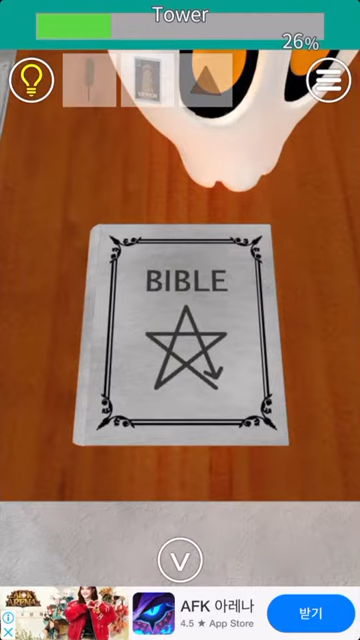 Tower
26%
BIBLE
AFK 아레나
4.5 ★ App Store
받기